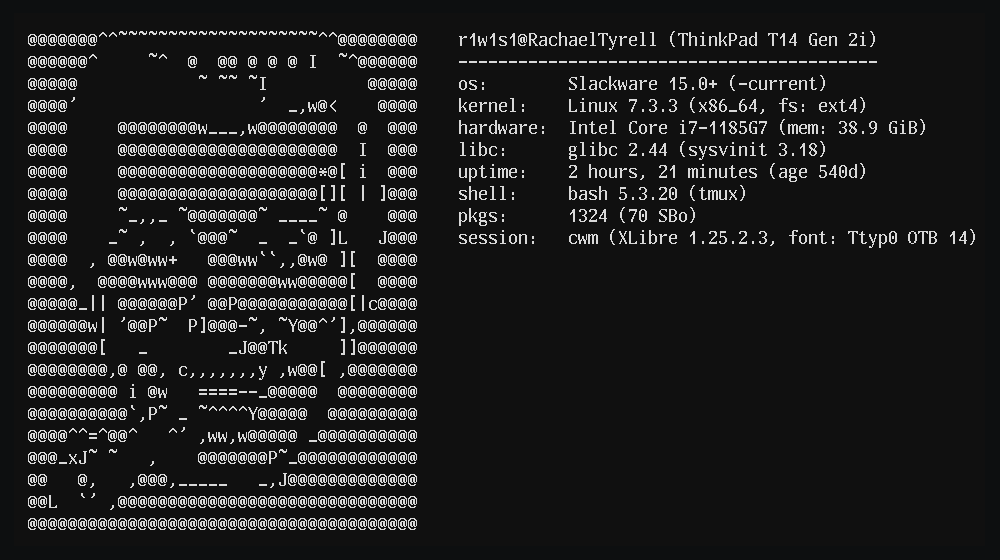 r1w1s1@RachaelTyrell (ThinkPad T14 Gen 2i)
------------------------------------------
os: Slackware 15.0+ (-current)
kernel: Linux 7.3.3 (x86_64, fs: ext4)
hardware: Intel Core i7-1185G7 (mem: 38.9 GiB)
libc: glibc 2.44 (sysvinit 3.18)
uptime: 2 hours, 21 minutes (age 540d)
shell: bash 5.3.20 (tmux)
pkgs: 1324 (70 SBo)
session: cwm (XLibre 1.25.2.3, font: Ttyp0 OTB 14)